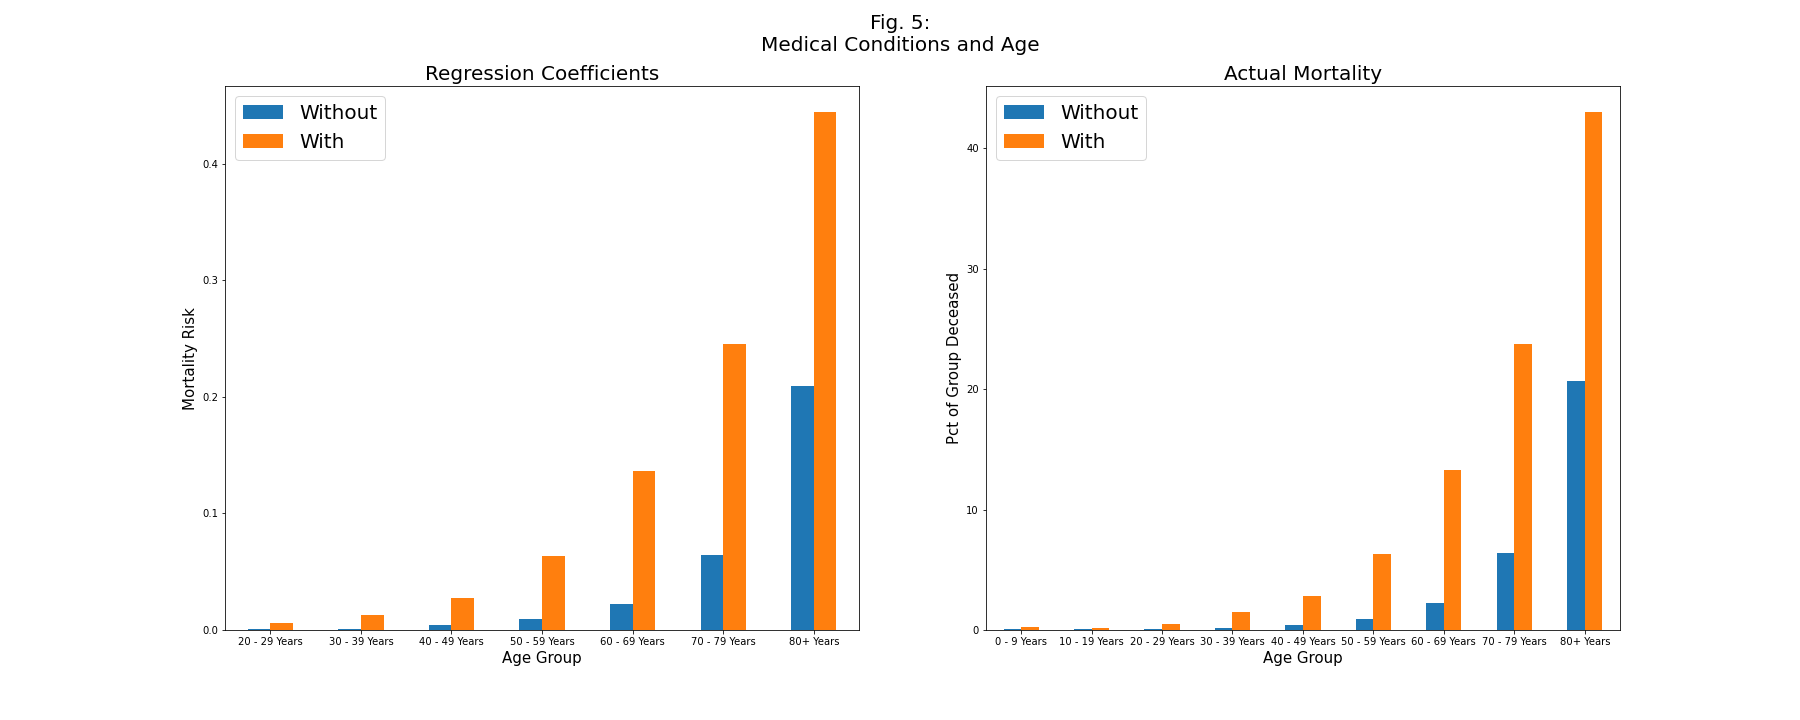 Fig. 5:
Medical Conditions and Age
Regression Coefficients
Without
With
Mortality Risk
0.4
0.3
0.2
0.1
0.0
20 - 29 Years 30 - 39 Years 40 - 49 Years 50 - 59 Years 60 - 69 Years 70 - 79 Years 80+ Years
Age Group
Actual Mortality
Without
With
Pct of Group Deceased
40
30
20
10
0
0 - 9 Years 10 - 19 Years 20 - 29 Years 30 - 39 Years 40 - 49 Years 50 - 59 Years 60 - 69 Years 70 - 79 Years 80+ Years
Age Group